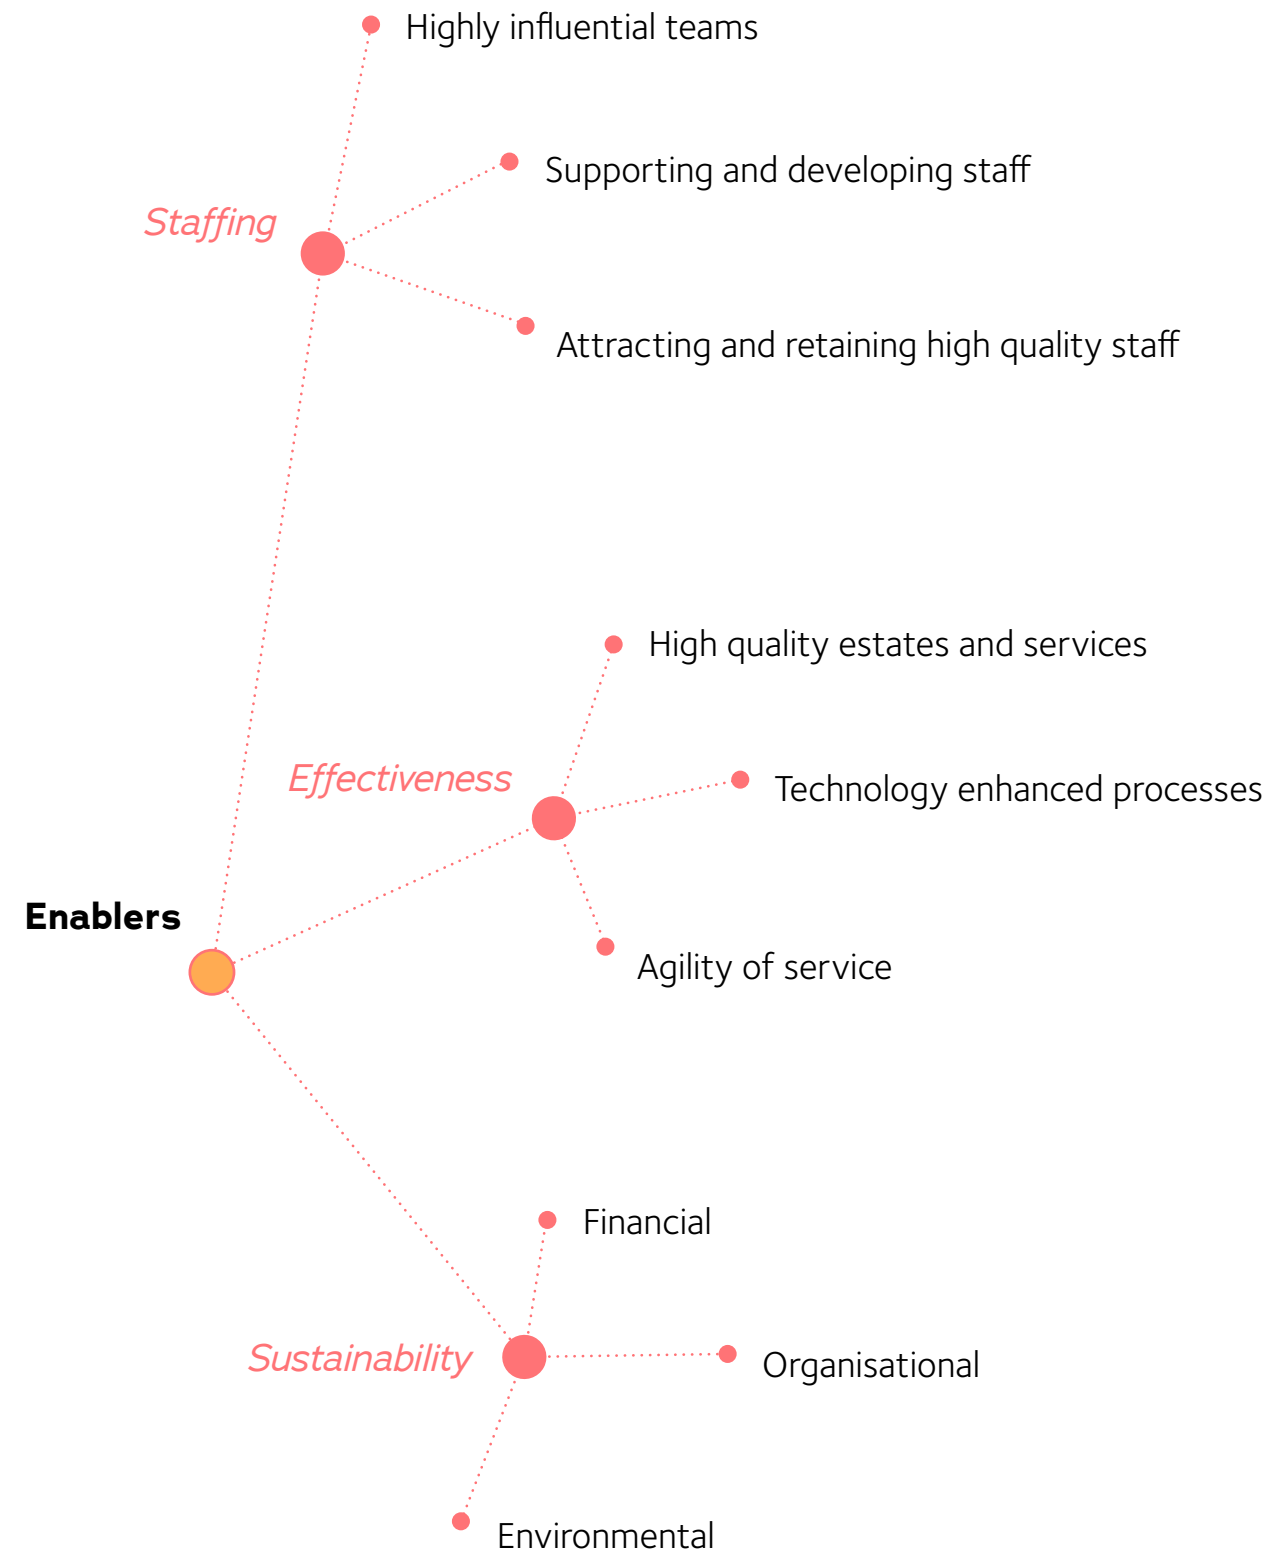 Highly influential teams
Supporting and developing staff
Staffing
Attracting and retaining high quality staff
High quality estates and services
Effectiveness
Technology enhanced processes
Enablers
Agility of service
Financial
Sustainability
Organisational
Environmental